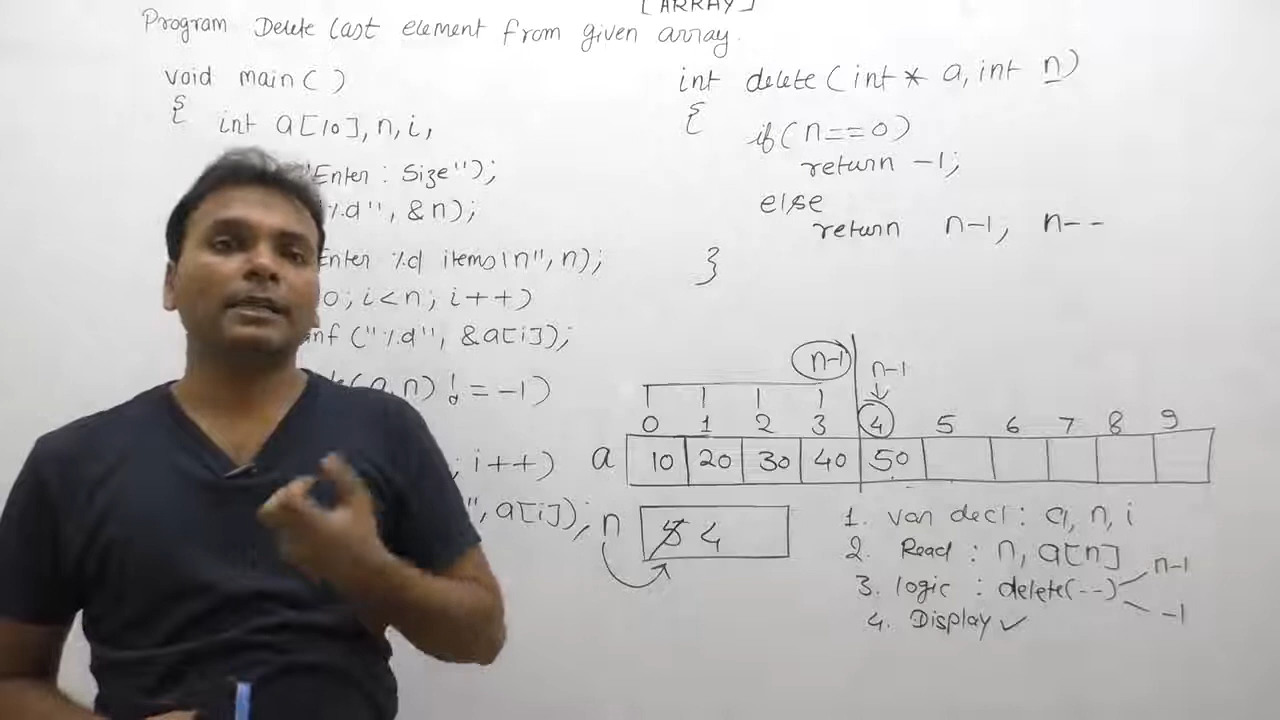 [ARRAY]
Program Delete last element from given array.
void main( )
{ int a[10], n, i,
"Enter : Size");
"%d", &n);
Enter %d items\n", n);
0; i<n; i++)
nf ("%d", &a[i]);
(a,n) != -1)
; i++)
", a[i]);
int delete(int * a, int n)
{
if(n==0)
return -1;
else
return n-1, n--
}
n-1 n-1
0 1 2 3 4 5 6 7 8 9
a 10 20 30 40 50
n 5 4
1. Var decl : a, n, i
2. Read : n, a[n]
3. logic : delete(--) n-1
-1
4. Display ✓